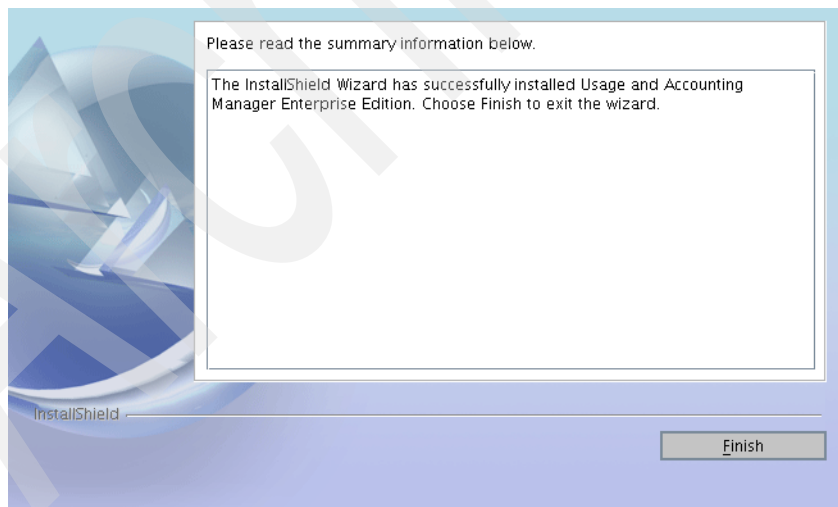 Please read the summary information below.
The InstallShield Wizard has successfully installed Usage and Accounting
Manager Enterprise Edition. Choose Finish to exit the wizard.
InstallShield
Finish